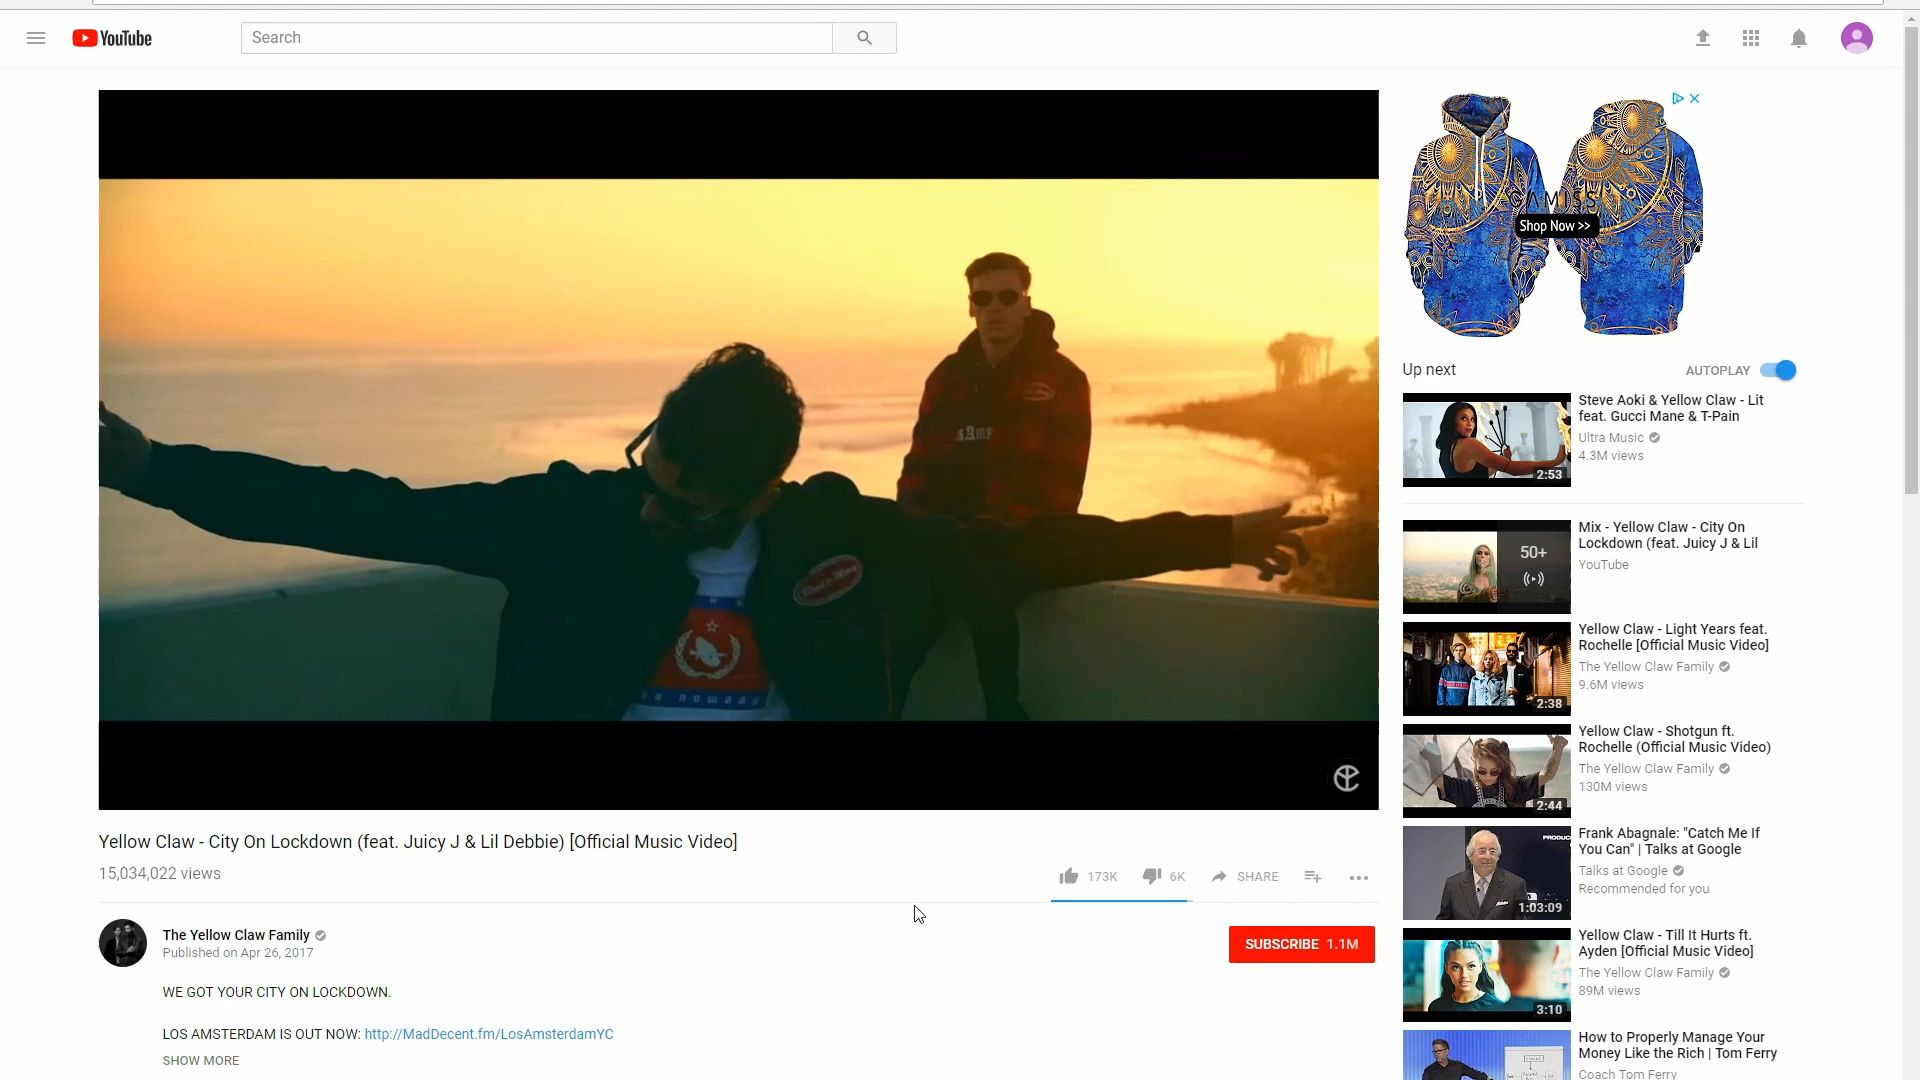 YouTube
Search
GAMISS
Shop Now >>
Up next
AUTOPLAY
Steve Aoki & Yellow Claw - Lit
feat. Gucci Mane & T-Pain
Ultra Music
4.3M views
2:53
Mix - Yellow Claw - City On
Lockdown (feat. Juicy J & Lil
YouTube
50+
Yellow Claw - Light Years feat.
Rochelle [Official Music Video]
The Yellow Claw Family
9.6M views
2:38
Yellow Claw - Shotgun ft.
Rochelle (Official Music Video)
The Yellow Claw Family
130M views
2:44
Frank Abagnale: "Catch Me If
You Can" | Talks at Google
Talks at Google
Recommended for you
1:03:09
Yellow Claw - Till It Hurts ft.
Ayden [Official Music Video]
The Yellow Claw Family
89M views
3:10
How to Properly Manage Your
Money Like the Rich | Tom Ferry
Coach Tom Ferry
Yellow Claw - City On Lockdown (feat. Juicy J & Lil Debbie) [Official Music Video]
15,034,022 views
173K
6K
SHARE
The Yellow Claw Family
Published on Apr 26, 2017
SUBSCRIBE 1.1M
WE GOT YOUR CITY ON LOCKDOWN.
LOS AMSTERDAM IS OUT NOW: http://MadDecent.fm/LosAmsterdamYC
SHOW MORE